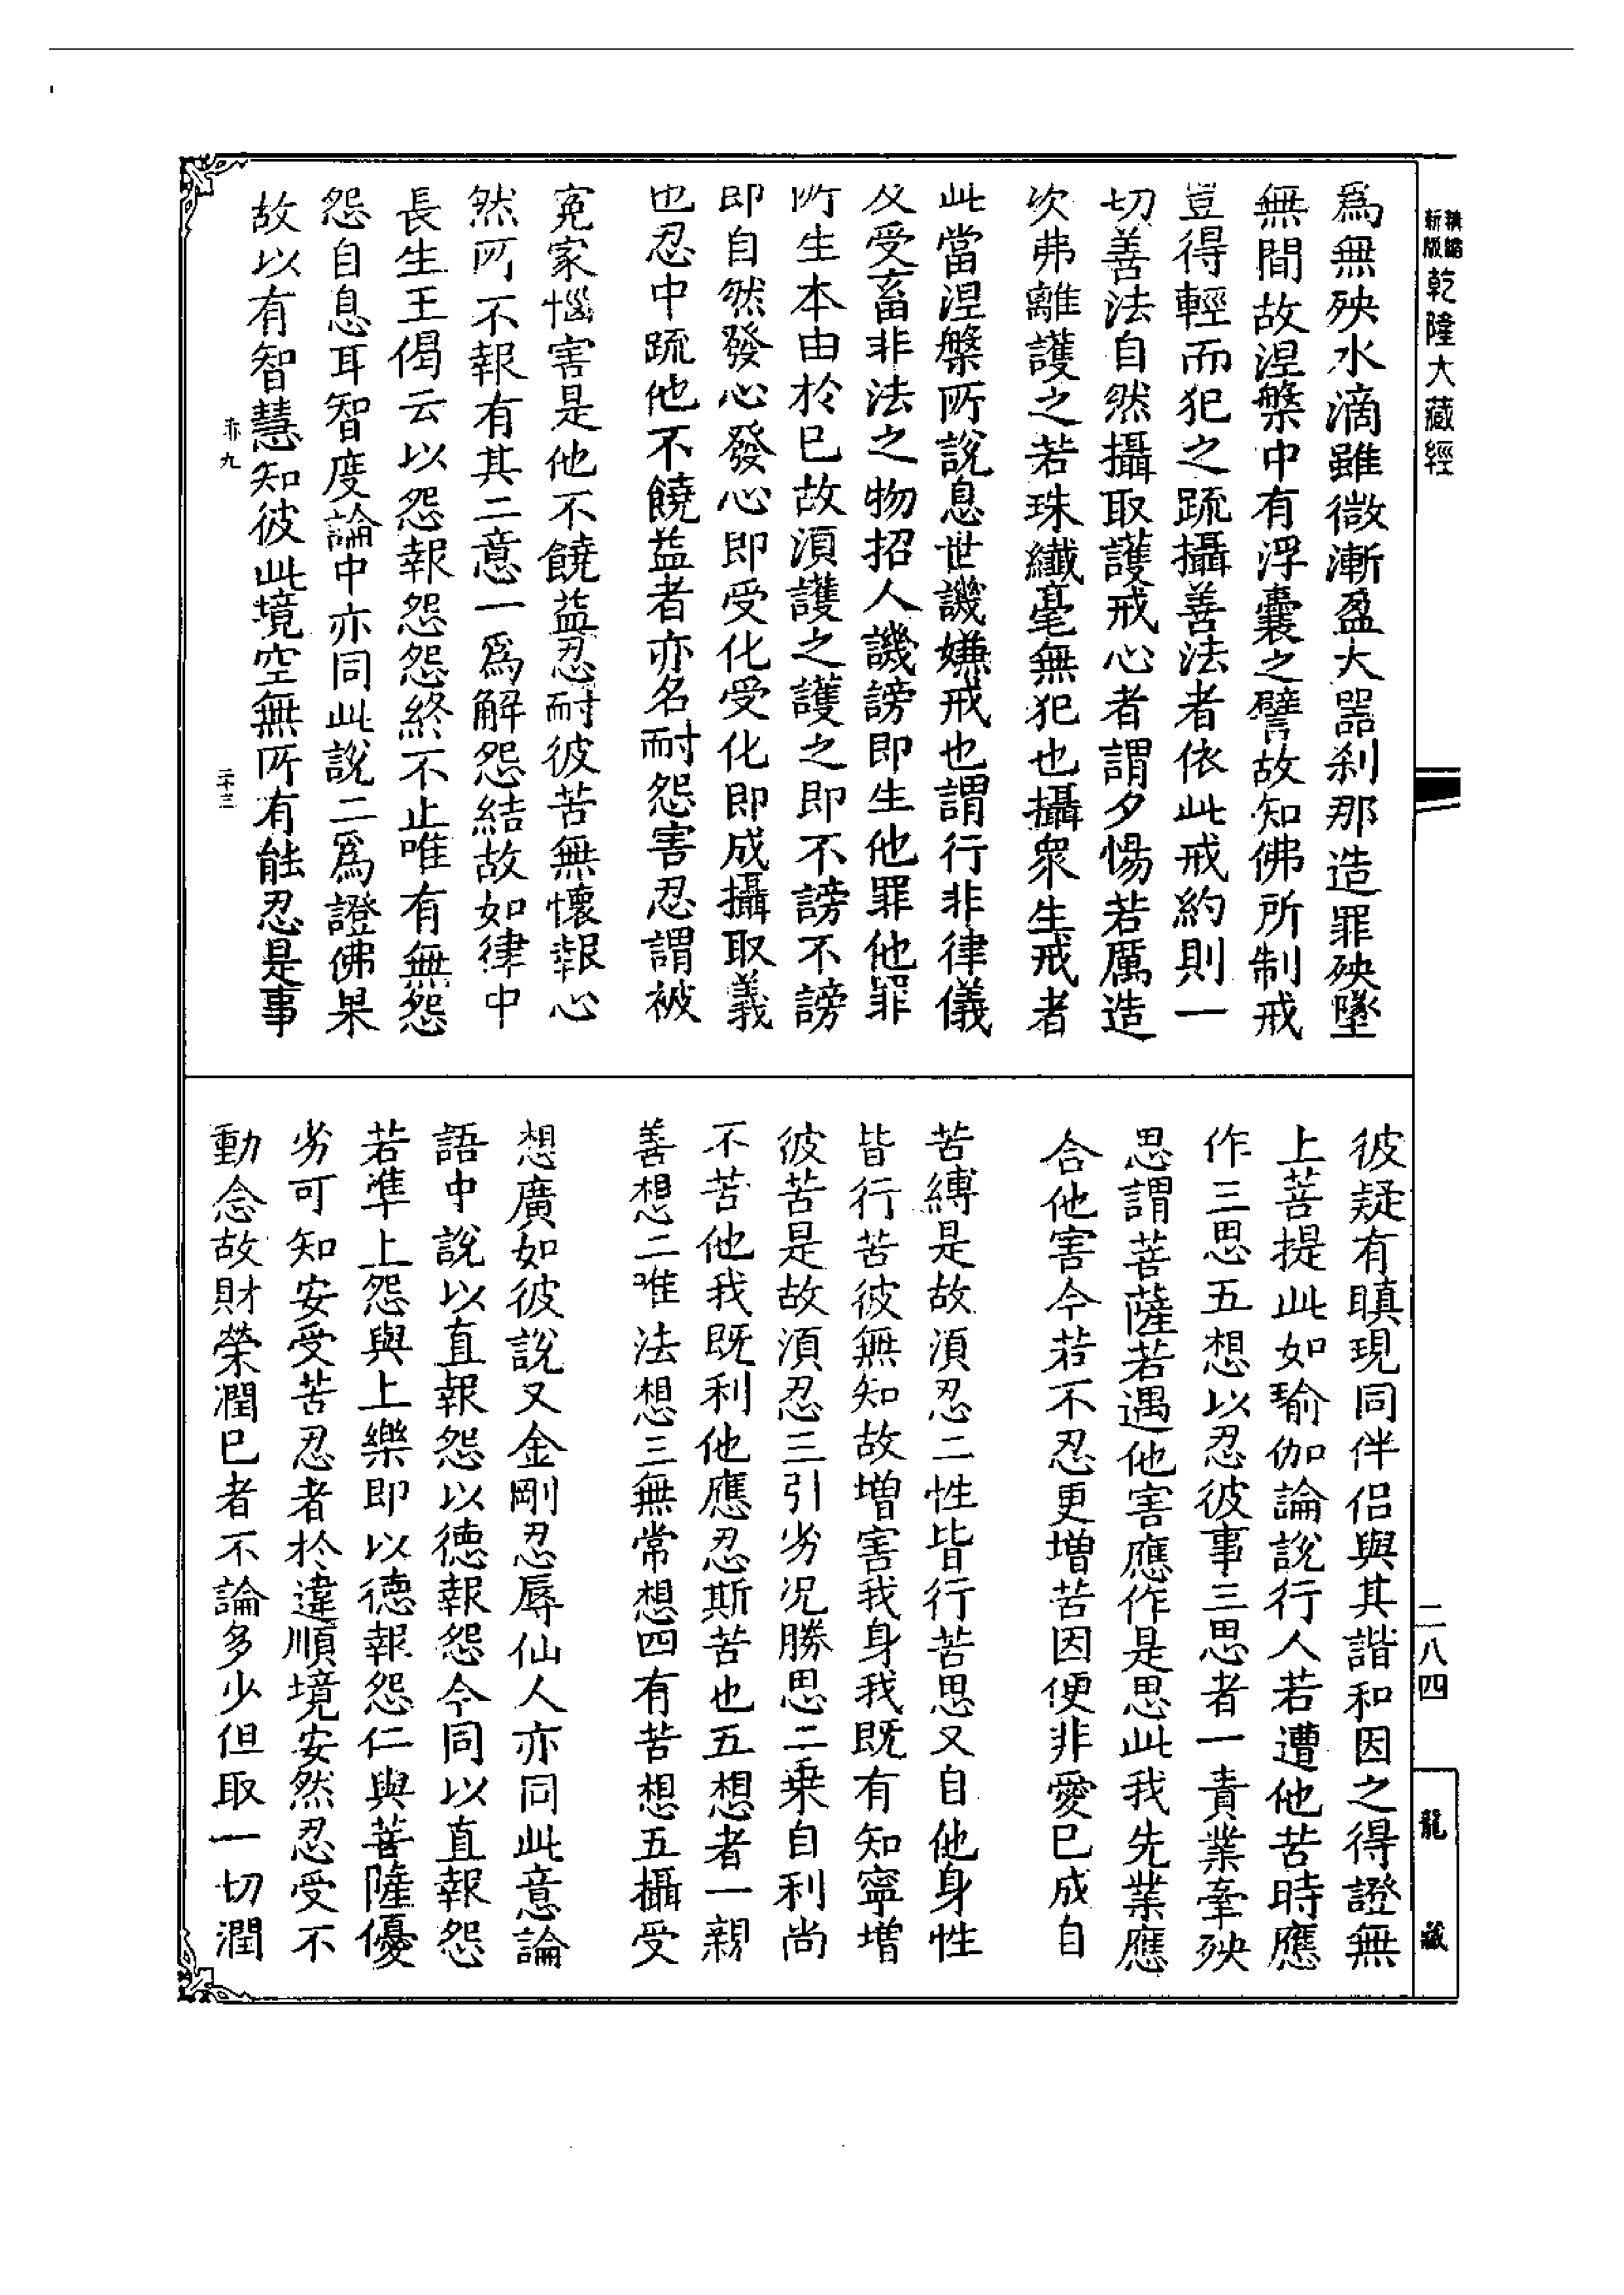 精縮
新版
乾隆大藏經
為無殃水滴雖微漸盈大器剎那造罪殃墜
無間故涅槃中有浮囊之譬故知佛所制戒
豈得輕而犯之疏攝善法者依此戒約則一
切善法自然攝取護戒心者謂夕惕若厲造
次弗離護之若珠纖毫無犯也攝眾生戒者
此當涅槃所說息世譏嫌戒也謂行非律儀
及受畜非法之物招人譏謗即生他罪他罪
所生本由於已故湏護之護之即不謗不謗
即自然發心發心即受化受化即成攝取義
也忍中疏他不饒益者亦名耐怨害忍謂被
冤家惱害是他不饒益忍耐彼苦無懷報心
然所不報有其二意一為解怨結故如律中
長生王偈云以怨報怨怨終不止唯有無怨
怨自息耳智度論中亦同此說二為證佛果
故以有智慧知彼此境空無所有能忍是事
亦九
二十三
彼疑有瞋現同伴侶與其諧和因之得證無
上菩提此如瑜伽論說行人若遭他苦時應
作三思五想以忍彼事三思者一責業牽殃
思謂菩薩若遇他害應作是思此我先業應
合他害今若不忍更增苦因便非愛已成自
苦縛是故湏忍二性皆行苦思又自他身性
皆行苦彼無知故增害我身我既有知寧增
彼苦是故湏忍三引劣況勝思二乘自利尚
不苦他我既利他應忍斯苦也五想者一親
善想二唯法想三無常想四有苦想五攝受
想廣如彼說又金剛忍辱仙人亦同此意論
語中說以直報怨以德報怨今同以直報怨
若準上怨與上樂即以德報怨仁與菩薩優
劣可知安受苦忍者於違順境安然忍受不
動念故財榮潤已者不論多少但取一切潤
二八四
龍藏